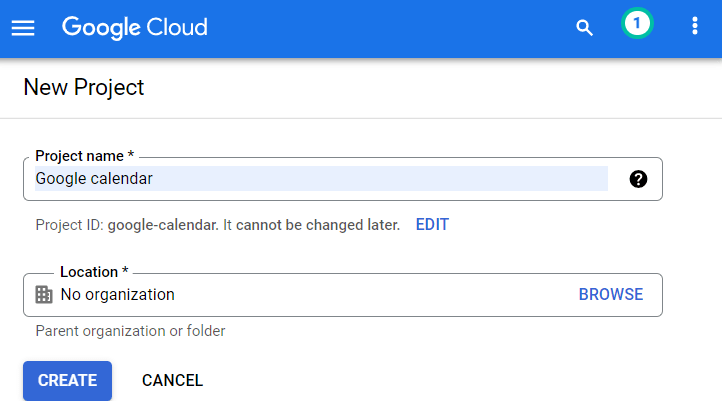 Google Cloud
1
New Project
Project name *
Google calendar
Project ID: google-calendar. It cannot be changed later. EDIT
Location *
No organization BROWSE
Parent organization or folder
CREATE CANCEL